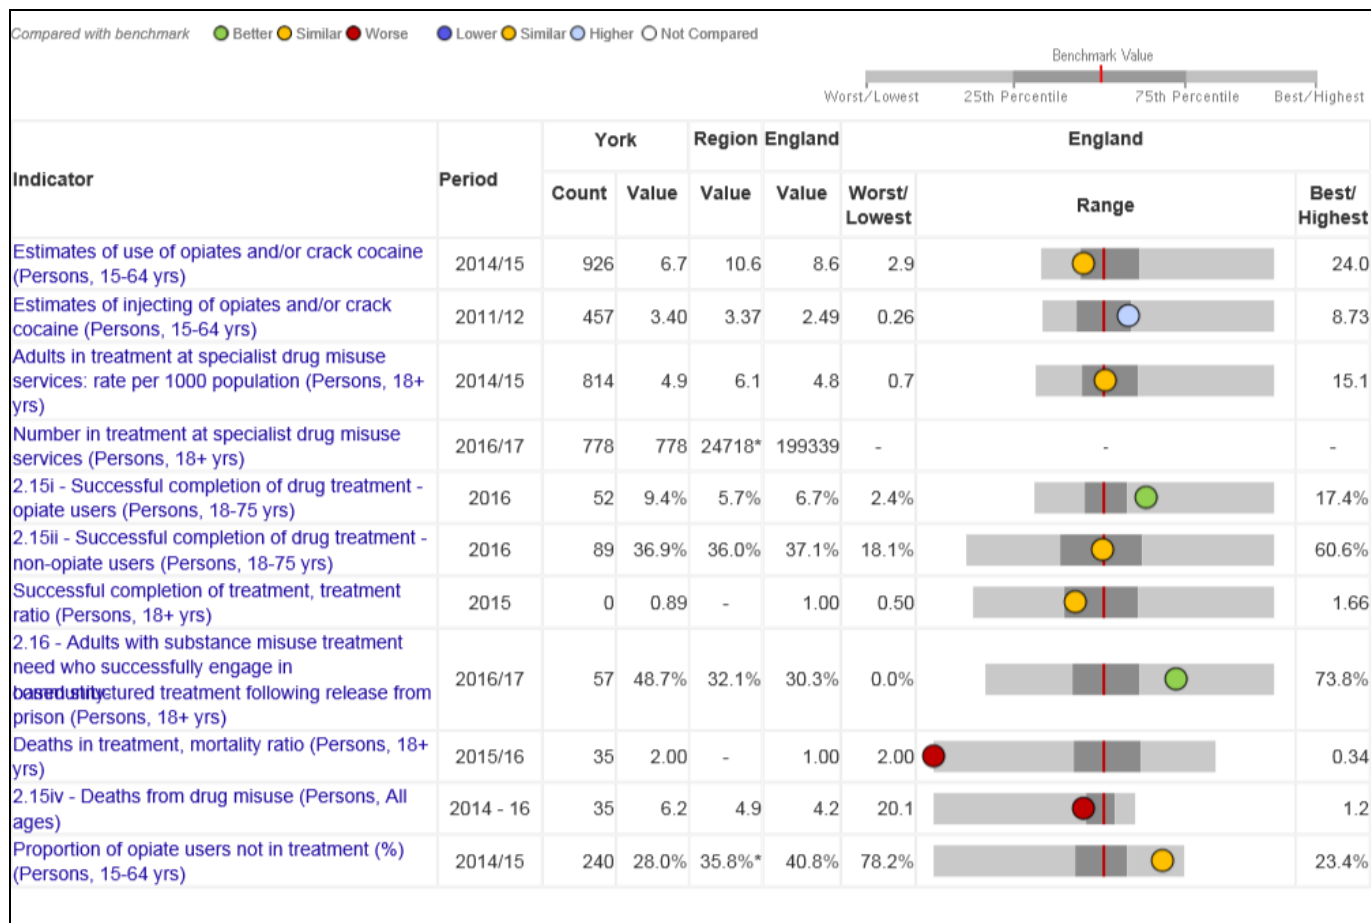 Compared with benchmark Better Similar Worse Lower Similar Higher Not Compared
Benchmark Value
Worst/Lowest 25th Percentile 75th Percentile Best/Highest
York Region England England
Indicator Period Count Value Value Value Worst/ Lowest Range Best/ Highest
Estimates of use of opiates and/or crack cocaine
(Persons, 15-64 yrs) 2014/15 926 6.7 10.6 8.6 2.9 24.0
Estimates of injecting of opiates and/or crack
cocaine (Persons, 15-64 yrs) 2011/12 457 3.40 3.37 2.49 0.26 8.73
Adults in treatment at specialist drug misuse
services: rate per 1000 population (Persons, 18+ 2014/15 814 4.9 6.1 4.8 0.7 15.1
yrs)
Number in treatment at specialist drug misuse
services (Persons, 18+ yrs) 2016/17 778 778 24718* 199339 - - -
2.15i - Successful completion of drug treatment -
opiate users (Persons, 18-75 yrs) 2016 52 9.4% 5.7% 6.7% 2.4% 17.4%
2.15ii - Successful completion of drug treatment -
non-opiate users (Persons, 18-75 yrs) 2016 89 36.9% 36.0% 37.1% 18.1% 60.6%
Successful completion of treatment, treatment
ratio (Persons, 18+ yrs) 2015 0 0.89 - 1.00 0.50 1.66
2.16 - Adults with substance misuse treatment
need who successfully engage in
structured treatment following release from 2016/17 57 48.7% 32.1% 30.3% 0.0% 73.8%
prison (Persons, 18+ yrs)
Deaths in treatment, mortality ratio (Persons, 18+
yrs) 2015/16 35 2.00 - 1.00 2.00 0.34
2.15iv - Deaths from drug misuse (Persons, All
ages) 2014 - 16 35 6.2 4.9 4.2 20.1 1.2
Proportion of opiate users not in treatment (%)
(Persons, 15-64 yrs) 2014/15 240 28.0% 35.8%* 40.8% 78.2% 23.4%